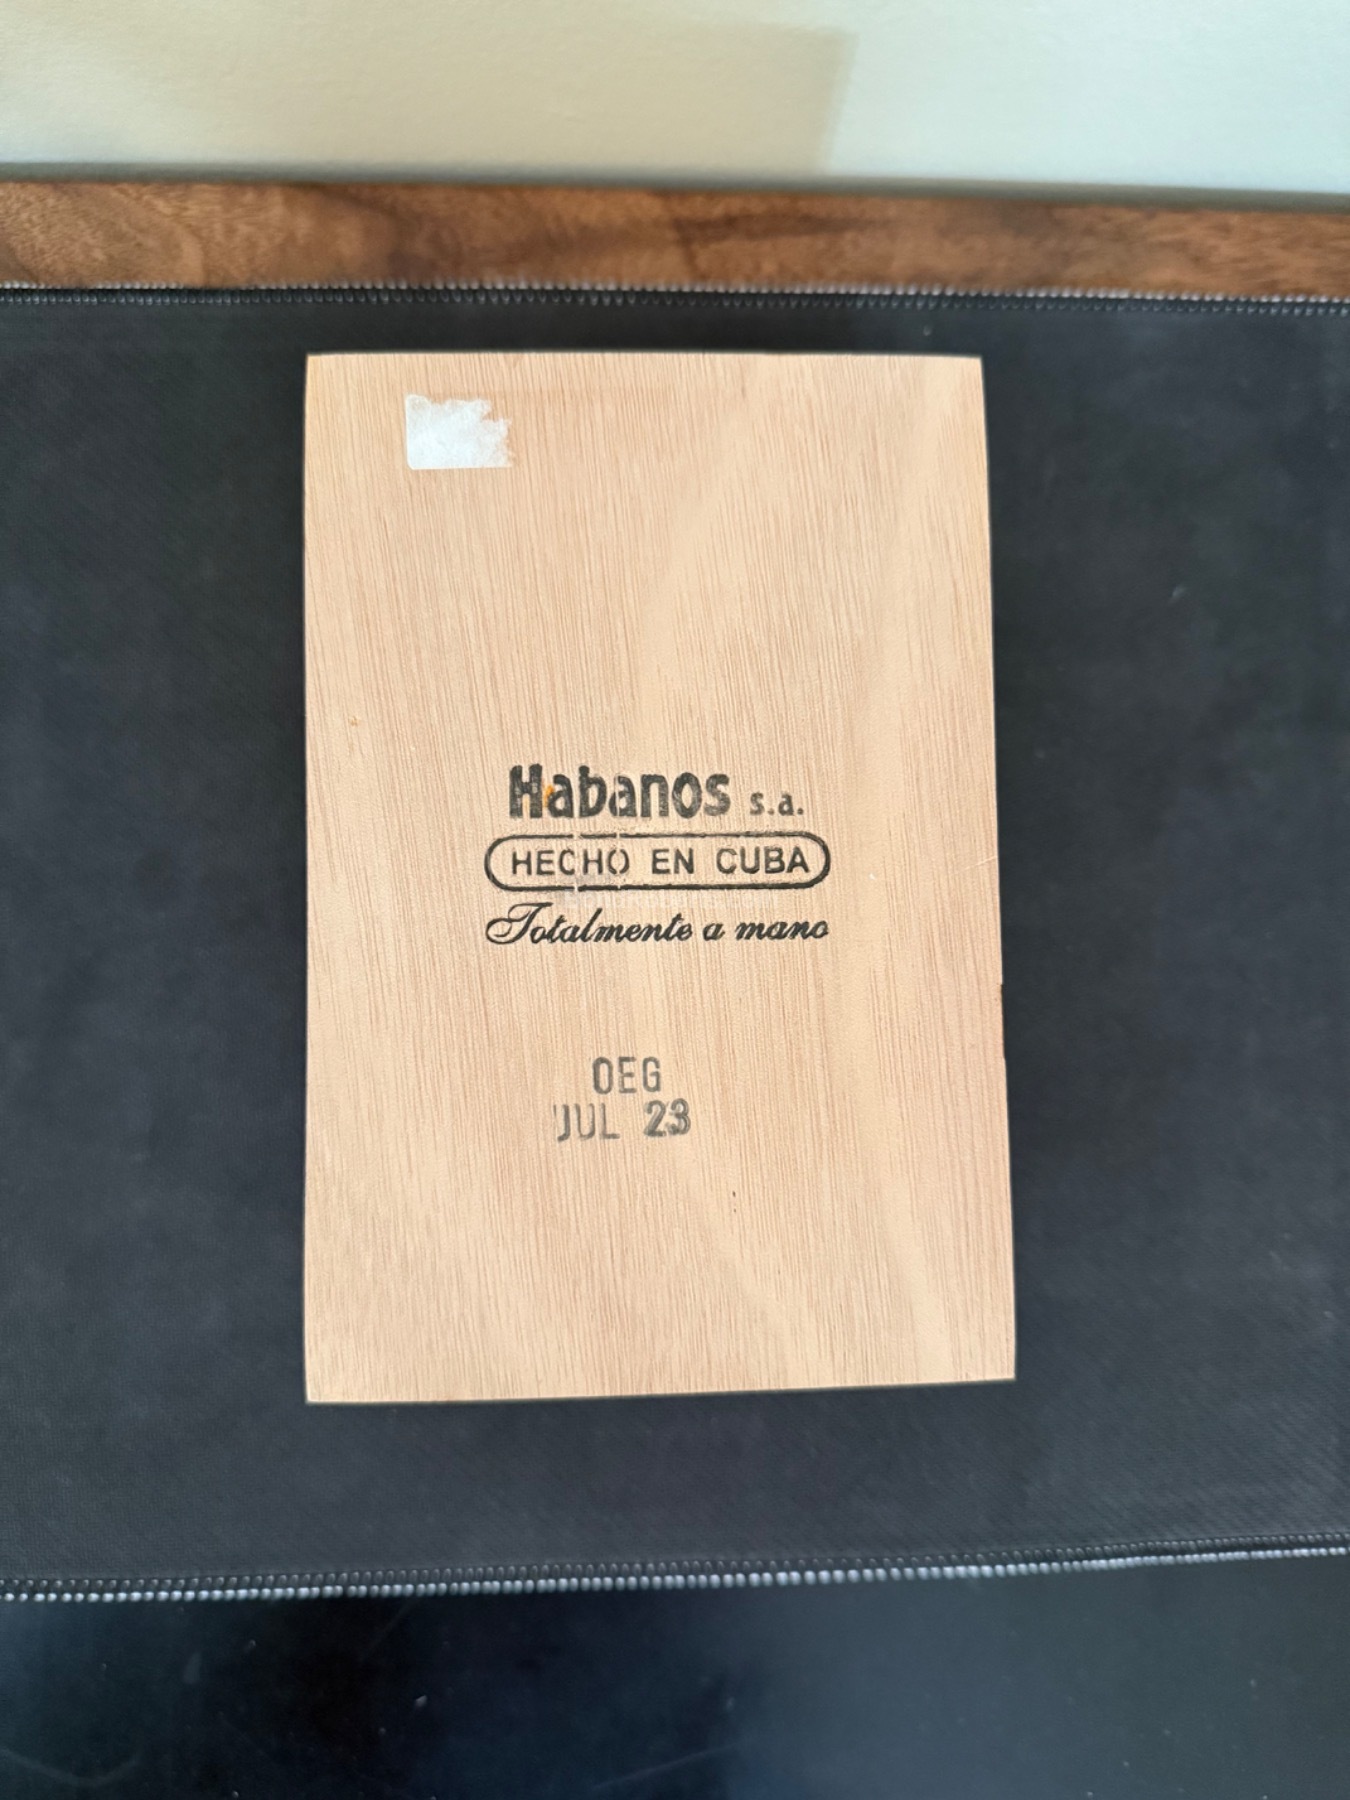 Habanos s.a.
HECHO EN CUBA
Totalmente a mano
OEG
JUL 23